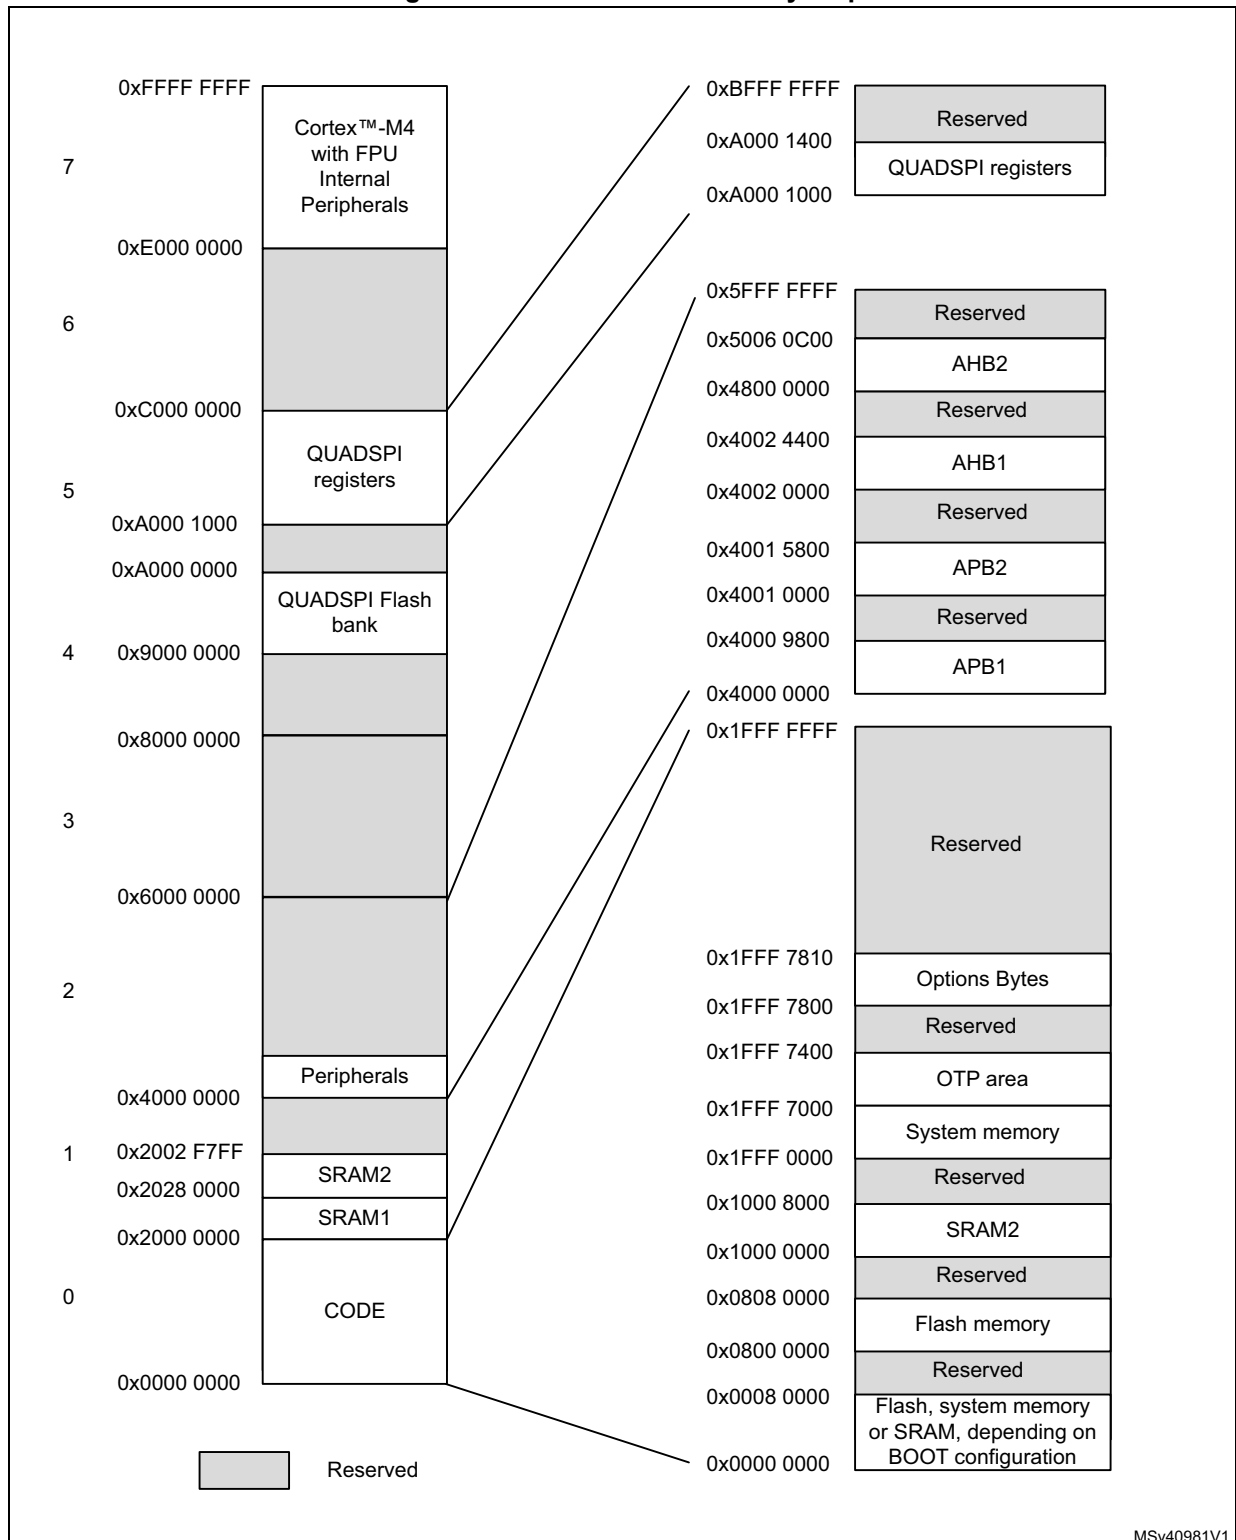 0xFFFF FFFF
Cortex™-M4
with FPU
Internal
Peripherals
7
0xE000 0000
6
0xC000 0000
QUADSPI
registers
5
0xA000 1000
0xA000 0000
QUADSPI Flash
bank
4
0x9000 0000
0x8000 0000
3
0x6000 0000
2
Peripherals
0x4000 0000
1
0x2002 F7FF
SRAM2
0x2028 0000
SRAM1
0x2000 0000
0
CODE
0x0000 0000
Reserved
0xBFFF FFFF
Reserved
0xA000 1400
QUADSPI registers
0xA000 1000
0x5FFF FFFF
Reserved
0x5006 0C00
AHB2
0x4800 0000
Reserved
0x4002 4400
AHB1
0x4002 0000
Reserved
0x4001 5800
APB2
0x4001 0000
Reserved
0x4000 9800
APB1
0x4000 0000
0x1FFF FFFF
Reserved
0x1FFF 7810
Options Bytes
0x1FFF 7800
Reserved
0x1FFF 7400
OTP area
0x1FFF 7000
System memory
0x1FFF 0000
Reserved
0x1000 8000
SRAM2
0x1000 0000
Reserved
0x0808 0000
Flash memory
0x0800 0000
Reserved
0x0008 0000
Flash, system memory
or SRAM, depending on
BOOT configuration
0x0000 0000
MSv40981V1